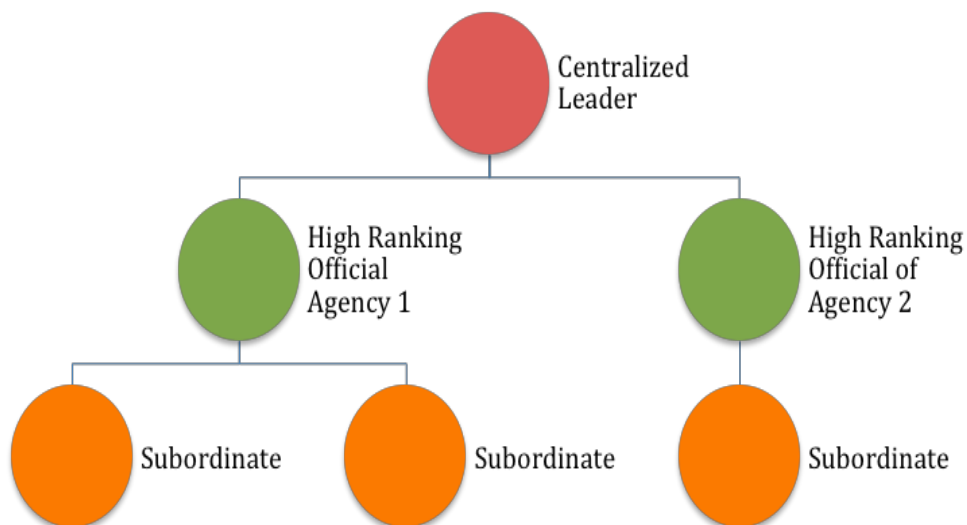 Centralized
Leader
High Ranking
Official
Agency 1
High Ranking
Official of
Agency 2
Subordinate
Subordinate
Subordinate